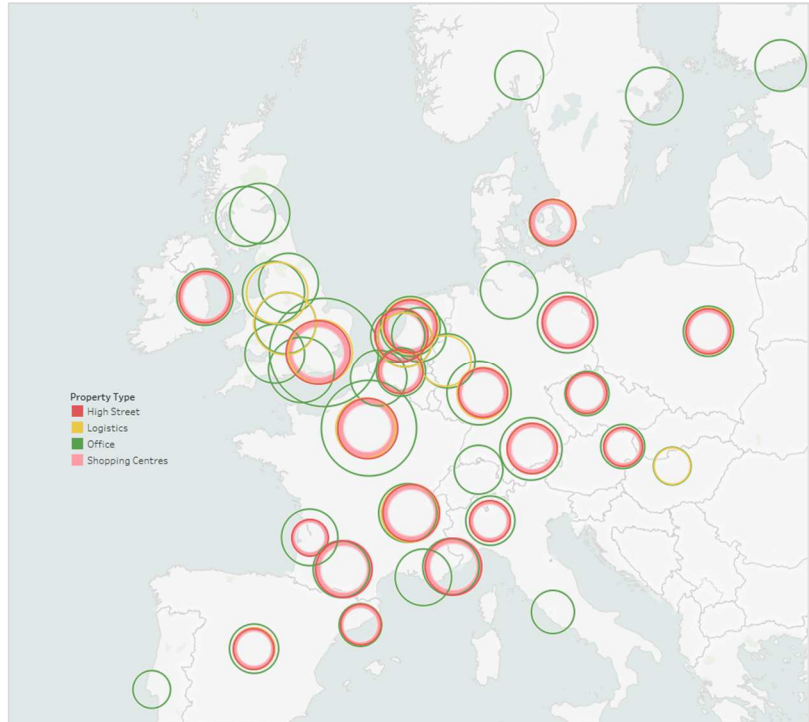 Property Type
High Street
Logistics
Office
Shopping Centres